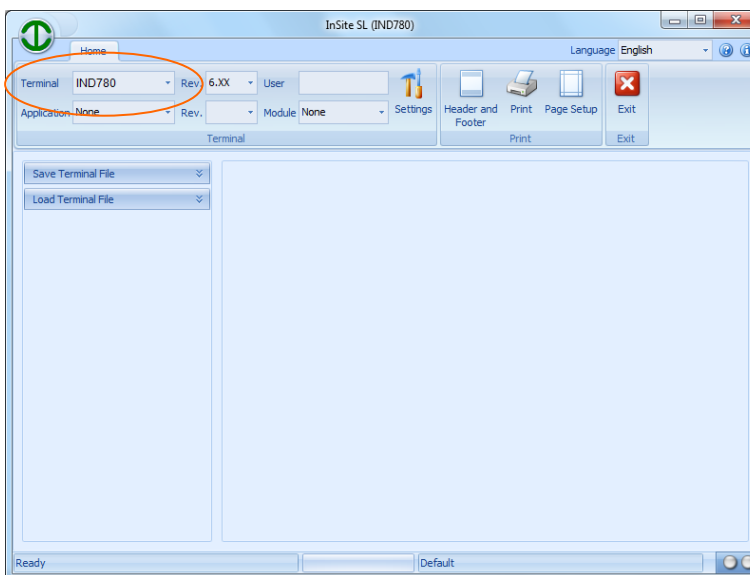 InSite SL (IND780)
Home
Language English
Terminal IND780 Rev. 6.XX User
Application None Rev. Module None
Settings
Header and Footer
Print
Page Setup
Exit
Terminal
Print
Exit
Save Terminal File
Load Terminal File
Ready
Default